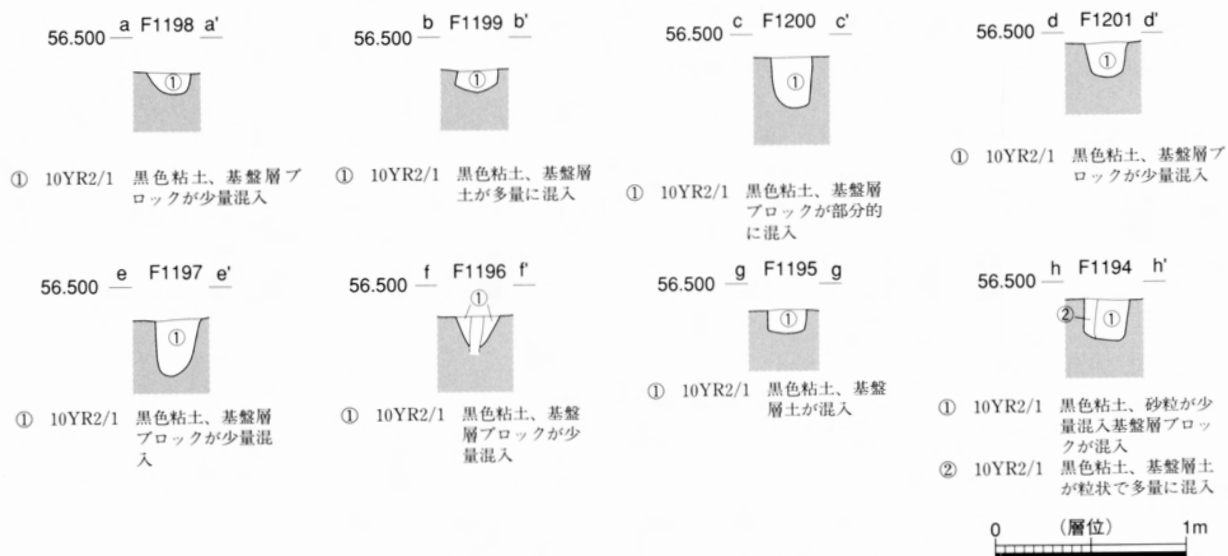 a F1198 a'
56.500
①
① 10YR2/1 黒色粘土、基盤層ブ
ロックが少量混入
b F1199 b'
56.500
①
① 10YR2/1 黒色粘土、基盤層
土が多量に混入
c F1200 c'
56.500
①
① 10YR2/1 黒色粘土、基盤層
ブロックが部分的
に混入
d F1201 d'
56.500
①
① 10YR2/1 黒色粘土、基盤層ブ
ロックが少量混入
e F1197 e'
56.500
①
① 10YR2/1 黒色粘土、基盤層
ブロックが少量混
入
f F1196 f'
56.500
①
① 10YR2/1 黒色粘土、基盤
層ブロックが少
量混入
g F1195 g
56.500
①
① 10YR2/1 黒色粘土、基盤
層土が混入
h F1194 h'
56.500
② ①
① 10YR2/1 黒色粘土、砂粒が少
量混入基盤層ブロッ
クが混入
② 10YR2/1 黒色粘土、基盤層土
が粒状で多量に混入
0 (層位) 1m